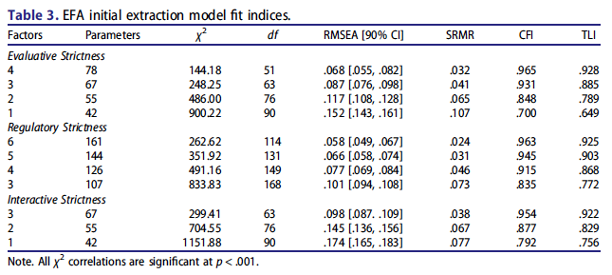 Table 3. EFA initial extraction model fit indices.
Factors Parameters χ² df RMSEA [90% CI] SRMR CFI TLI
Evaluative Strictness
4 78 144.18 51 .068 [.055, .082] .032 .965 .928
3 67 248.25 63 .087 [.076, .098] .041 .931 .885
2 55 486.00 76 .117 [.108, .128] .065 .848 .789
1 42 900.22 90 .152 [.143, .161] .107 .700 .649
Regulatory Strictness
6 161 262.62 114 .058 [.049, .067] .024 .963 .925
5 144 351.92 131 .066 [.058, .074] .031 .945 .903
4 126 491.16 149 .077 [.069, .084] .046 .915 .868
3 107 833.83 168 .101 [.094, .108] .073 .835 .772
Interactive Strictness
3 67 299.41 63 .098 [.087. .109] .038 .954 .922
2 55 704.55 76 .145 [.136, .156] .067 .877 .829
1 42 1151.88 90 .174 [.165, .183] .077 .792 .756
Note. All χ² correlations are significant at p < .001.